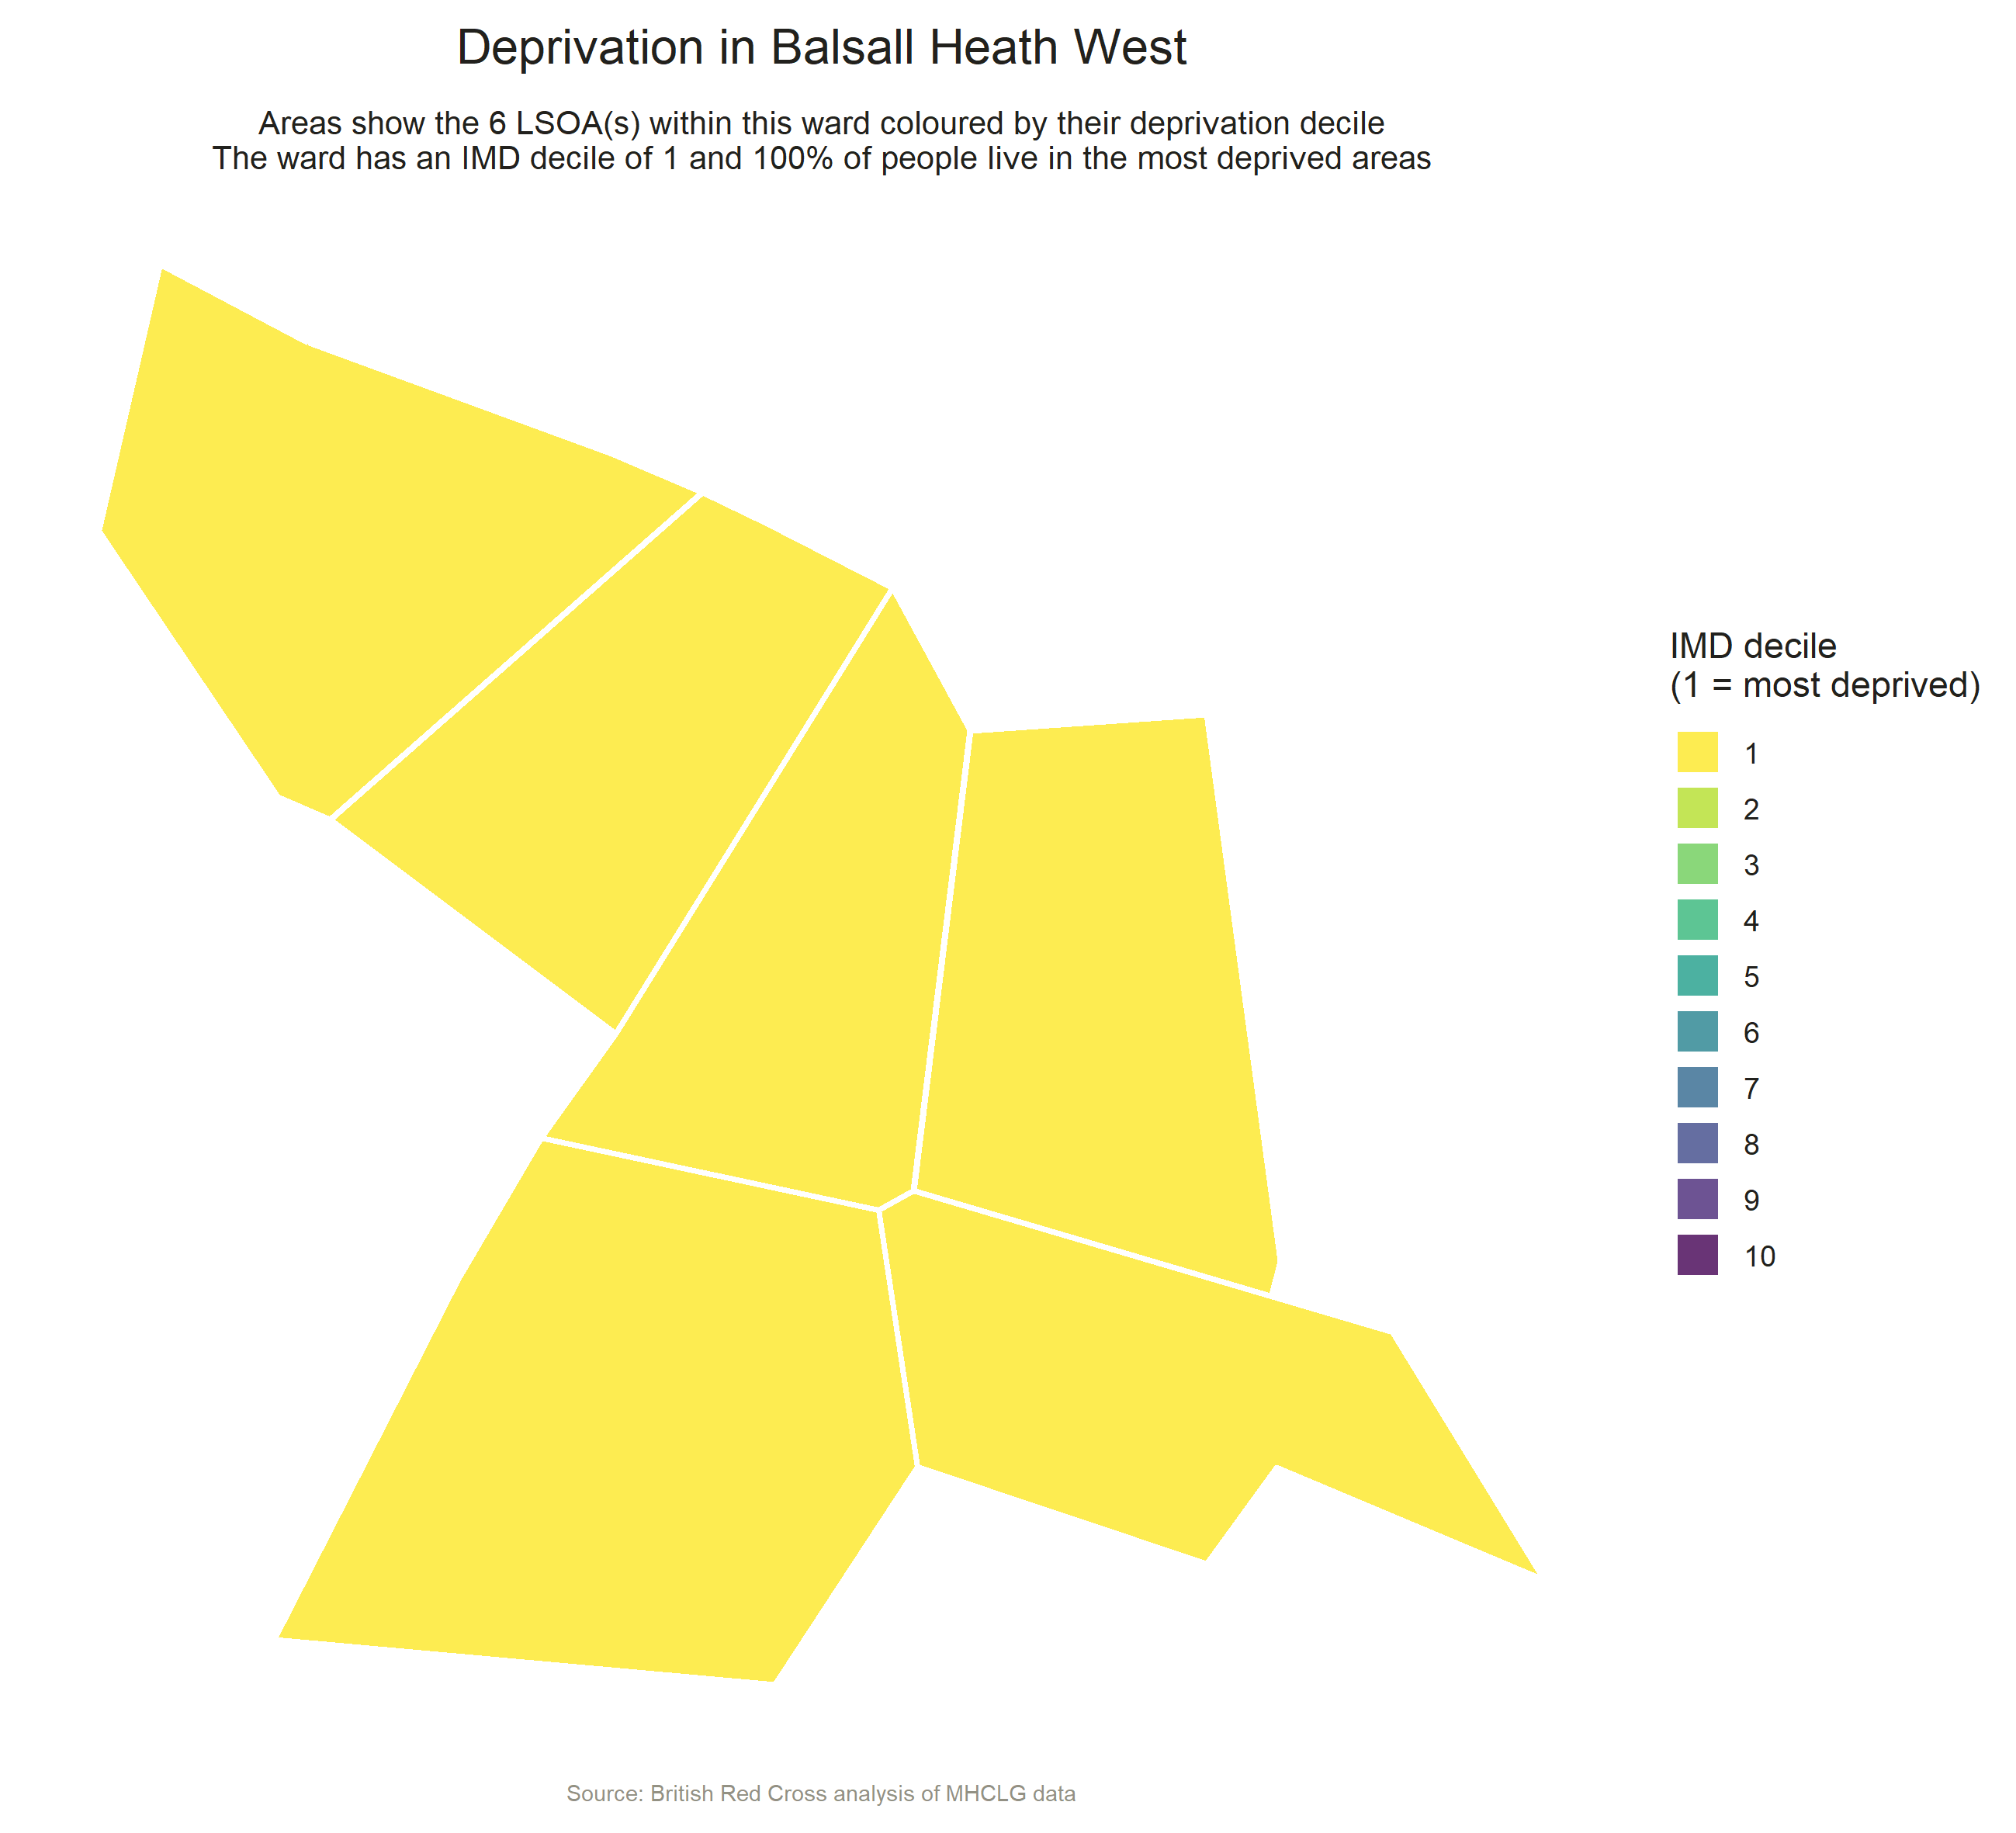 Deprivation in Balsall Heath West
Areas show the 6 LSOA(s) within this ward coloured by their deprivation decile
The ward has an IMD decile of 1 and 100% of people live in the most deprived areas
IMD decile
(1 = most deprived)
1
2
3
4
5
6
7
8
9
10
Source: British Red Cross analysis of MHCLG data